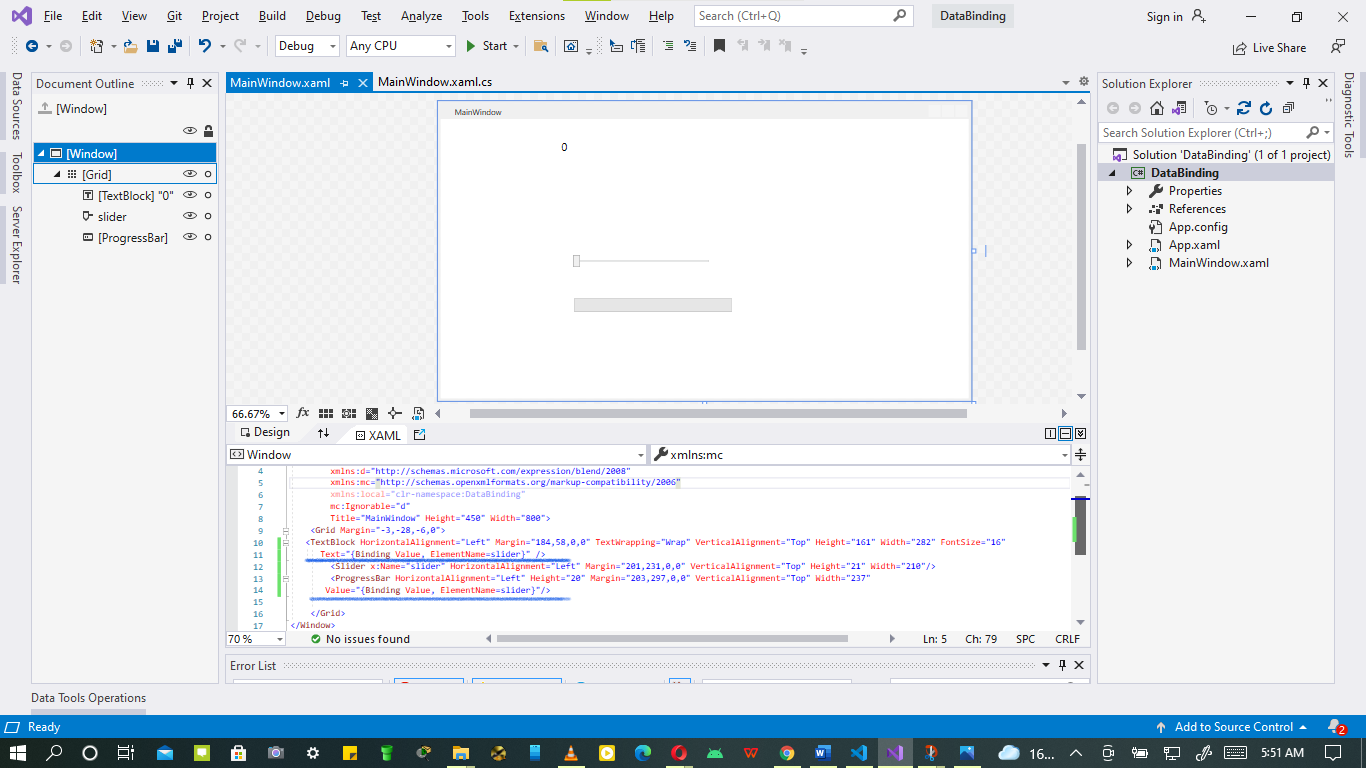 File Edit View Git Project Build Debug Test Analyze Tools Extensions Window Help Search (Ctrl+Q) DataBinding Sign in
Debug Any CPU Start Live Share
Data Sources
Toolbox
Server Explorer
Document Outline
[Window]
[Window]
[Grid]
[TextBlock] "0"
slider
[ProgressBar]
MainWindow.xaml MainWindow.xaml.cs
MainWindow
0
66.67% fx
Design XAML
Window xmlns:mc
4 xmlns:d="http://schemas.microsoft.com/expression/blend/2008"
5 xmlns:mc="http://schemas.openxmlformats.org/markup-compatibility/2006"
6 xmlns:local="clr-namespace:DataBinding"
7 mc:Ignorable="d"
8 Title="MainWindow" Height="450" Width="800">
9 <Grid Margin="-3,-28,-6,0">
10 <TextBlock HorizontalAlignment="Left" Margin="184,58,0,0" TextWrapping="Wrap" VerticalAlignment="Top" Height="161" Width="282" FontSize="16"
11 Text="{Binding Value, ElementName=slider}" />
12 <Slider x:Name="slider" HorizontalAlignment="Left" Margin="201,231,0,0" VerticalAlignment="Top" Height="21" Width="210"/>
13 <ProgressBar HorizontalAlignment="Left" Height="20" Margin="203,297,0,0" VerticalAlignment="Top" Width="237"
14 Value="{Binding Value, ElementName=slider}"/>
15
16 </Grid>
17 </Window>
70 % No issues found Ln: 5 Ch: 79 SPC CRLF
Error List
Solution Explorer
Search Solution Explorer (Ctrl+;)
Solution 'DataBinding' (1 of 1 project)
C# DataBinding
Properties
References
App.config
App.xaml
MainWindow.xaml
Diagnostic Tools
Data Tools Operations
Ready Add to Source Control 2
16... 5:51 AM